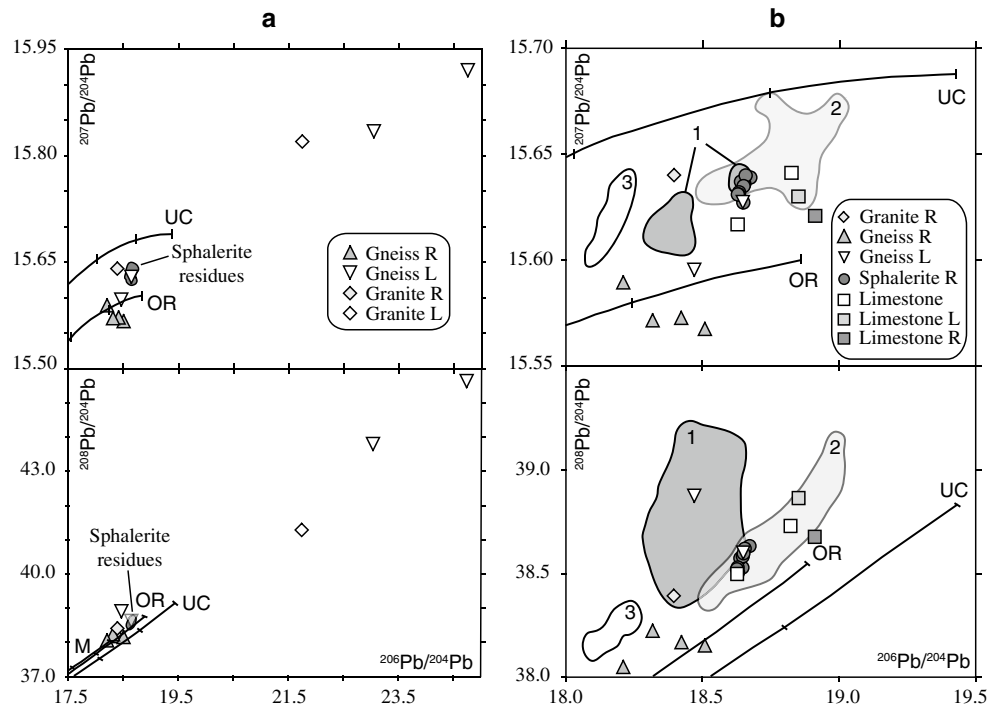 a
b
15.95
15.80
15.65
15.50
207Pb/204Pb
UC
Sphalerite
residues
OR
Gneiss R
Gneiss L
Granite R
Granite L
43.0
40.0
37.0
208Pb/204Pb
Sphalerite
residues
OR
UC
M
206Pb/204Pb
17.5
19.5
21.5
23.5
15.70
15.65
15.60
15.55
207Pb/204Pb
UC
2
1
3
OR
Granite R
Gneiss R
Gneiss L
Sphalerite R
Limestone
Limestone L
Limestone R
39.0
38.5
38.0
208Pb/204Pb
1
2
UC
OR
3
206Pb/204Pb
18.0
18.5
19.0
19.5